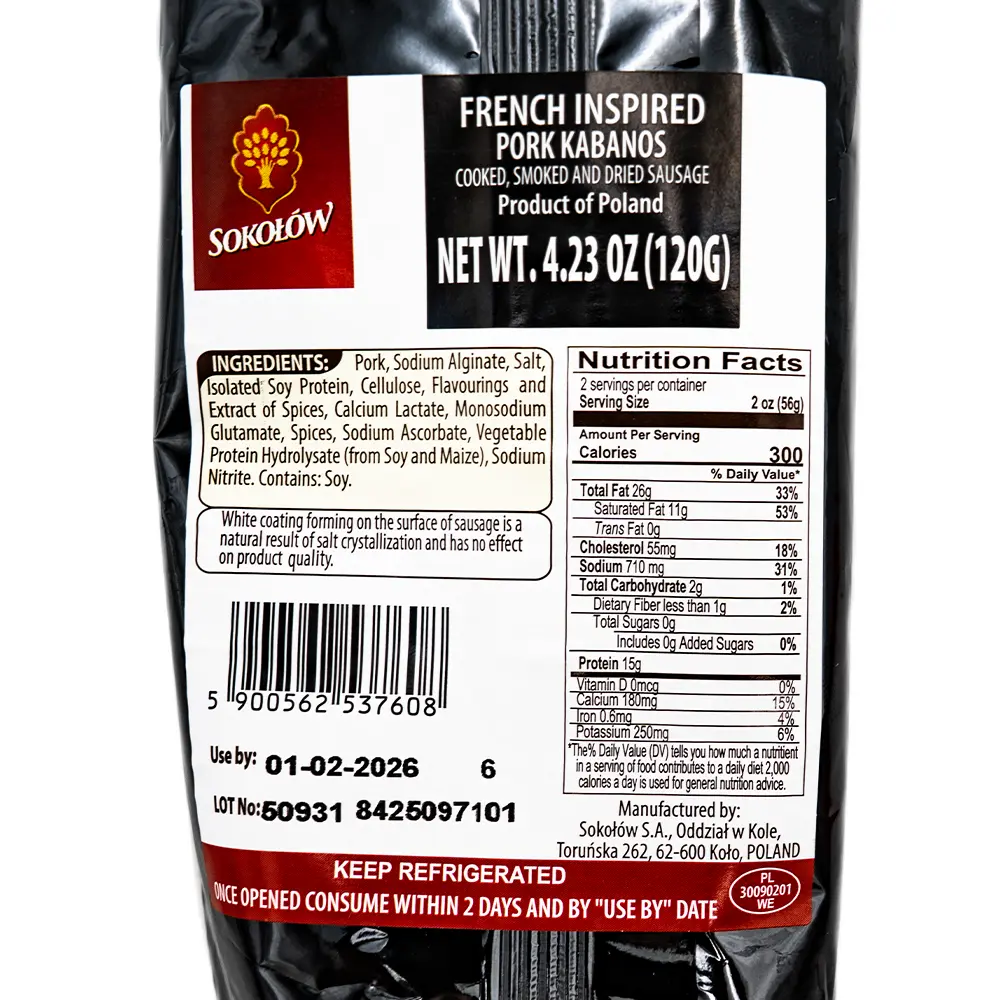 SOKOŁÓW
FRENCH INSPIRED
PORK KABANOS
COOKED, SMOKED AND DRIED SAUSAGE
Product of Poland
NET WT. 4.23 OZ (120G)
INGREDIENTS: Pork, Sodium Alginate, Salt,
Isolated Soy Protein, Cellulose, Flavourings and
Extract of Spices, Calcium Lactate, Monosodium
Glutamate, Spices, Sodium Ascorbate, Vegetable
Protein Hydrolysate (from Soy and Maize), Sodium
Nitrite. Contains: Soy.
White coating forming on the surface of sausage is a
natural result of salt crystallization and has no effect
on product quality.
5 900562 537608
Use by: 01-02-2026 6
LOT No: 50931 8425097101
Nutrition Facts
2 servings per container
Serving Size 2 oz (56g)
Amount Per Serving
Calories 300
% Daily Value*
Total Fat 26g 33%
Saturated Fat 11g 53%
Trans Fat 0g
Cholesterol 55mg 18%
Sodium 710 mg 31%
Total Carbohydrate 2g 1%
Dietary Fiber less than 1g 2%
Total Sugars 0g
Includes 0g Added Sugars 0%
Protein 15g
Vitamin D 0mcg 0%
Calcium 180mg 15%
Iron 0.6mg 4%
Potassium 250mg 6%
*The% Daily Value (DV) tells you how much a nutritient
in a serving of food contributes to a daily diet 2,000
calories a day is used for general nutrition advice.
Manufactured by:
Sokołów S.A., Oddział w Kole,
Toruńska 262, 62-600 Koło, POLAND
KEEP REFRIGERATED
ONCE OPENED CONSUME WITHIN 2 DAYS AND BY "USE BY" DATE
PL
30090201
WE